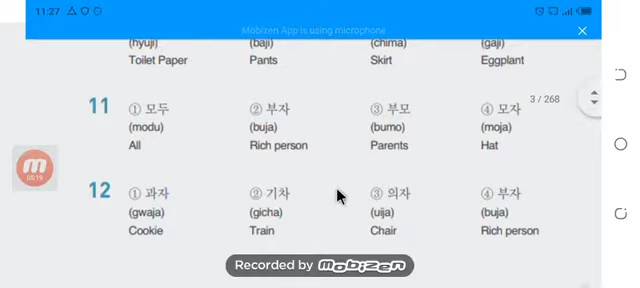 11:27
Mobizen App is using microphone
(hyuji) (baji) (chima) (gaji)
Toilet Paper Pants Skirt Eggplant
11 ① 모두 ② 부자 ③ 부모 ④ 모자
3 / 268
(modu) (buja) (bumo) (moja)
All Rich person Parents Hat
12 ① 과자 ② 기차 ③ 의자 ④ 부자
(gwaja) (gicha) (uija) (buja)
Cookie Train Chair Rich person
05:19
Recorded by MOBIZEN